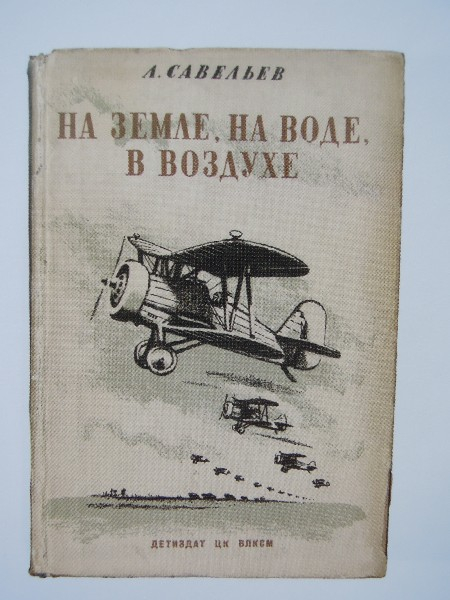 Л. САВЕЛЬЕВ
НА ЗЕМЛЕ, НА ВОДЕ,
В ВОЗДУХЕ
ДЕТИЗДАТ ЦК ВЛКСМ